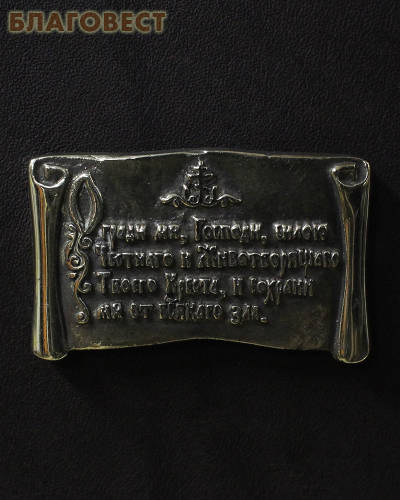 БЛАГОВЕСТ
Огради мя, Господи, силою
Честнаго и Животворящаго
Твоего Креста, и сохрани
мя от всякаго зла.